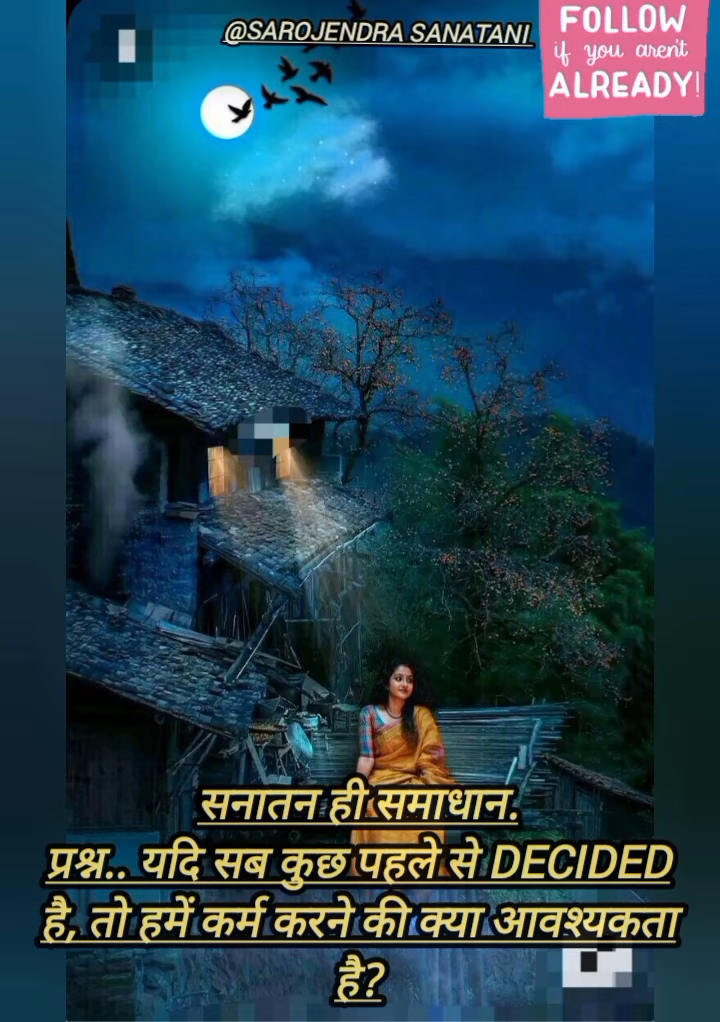 @SAROJENDRA SANATANI
FOLLOW
if you aren't
ALREADY!
सनातन ही समाधान.
प्रश्न.. यदि सब कुछ पहले से DECIDED
है, तो हमें कर्म करने की क्या आवश्यकता
है?